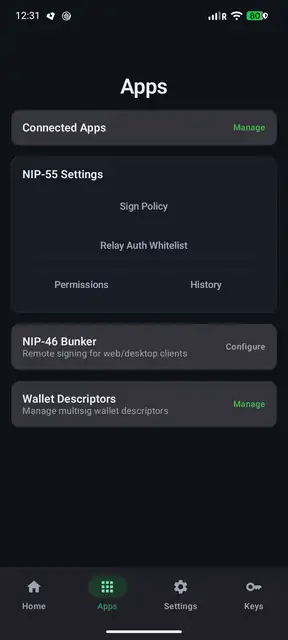 12:31 R 80
Apps
Connected Apps Manage
NIP-55 Settings
Sign Policy
Relay Auth Whitelist
Permissions History
NIP-46 Bunker
Remote signing for web/desktop clients
Configure
Wallet Descriptors
Manage multisig wallet descriptors
Manage
Home Apps Settings Keys